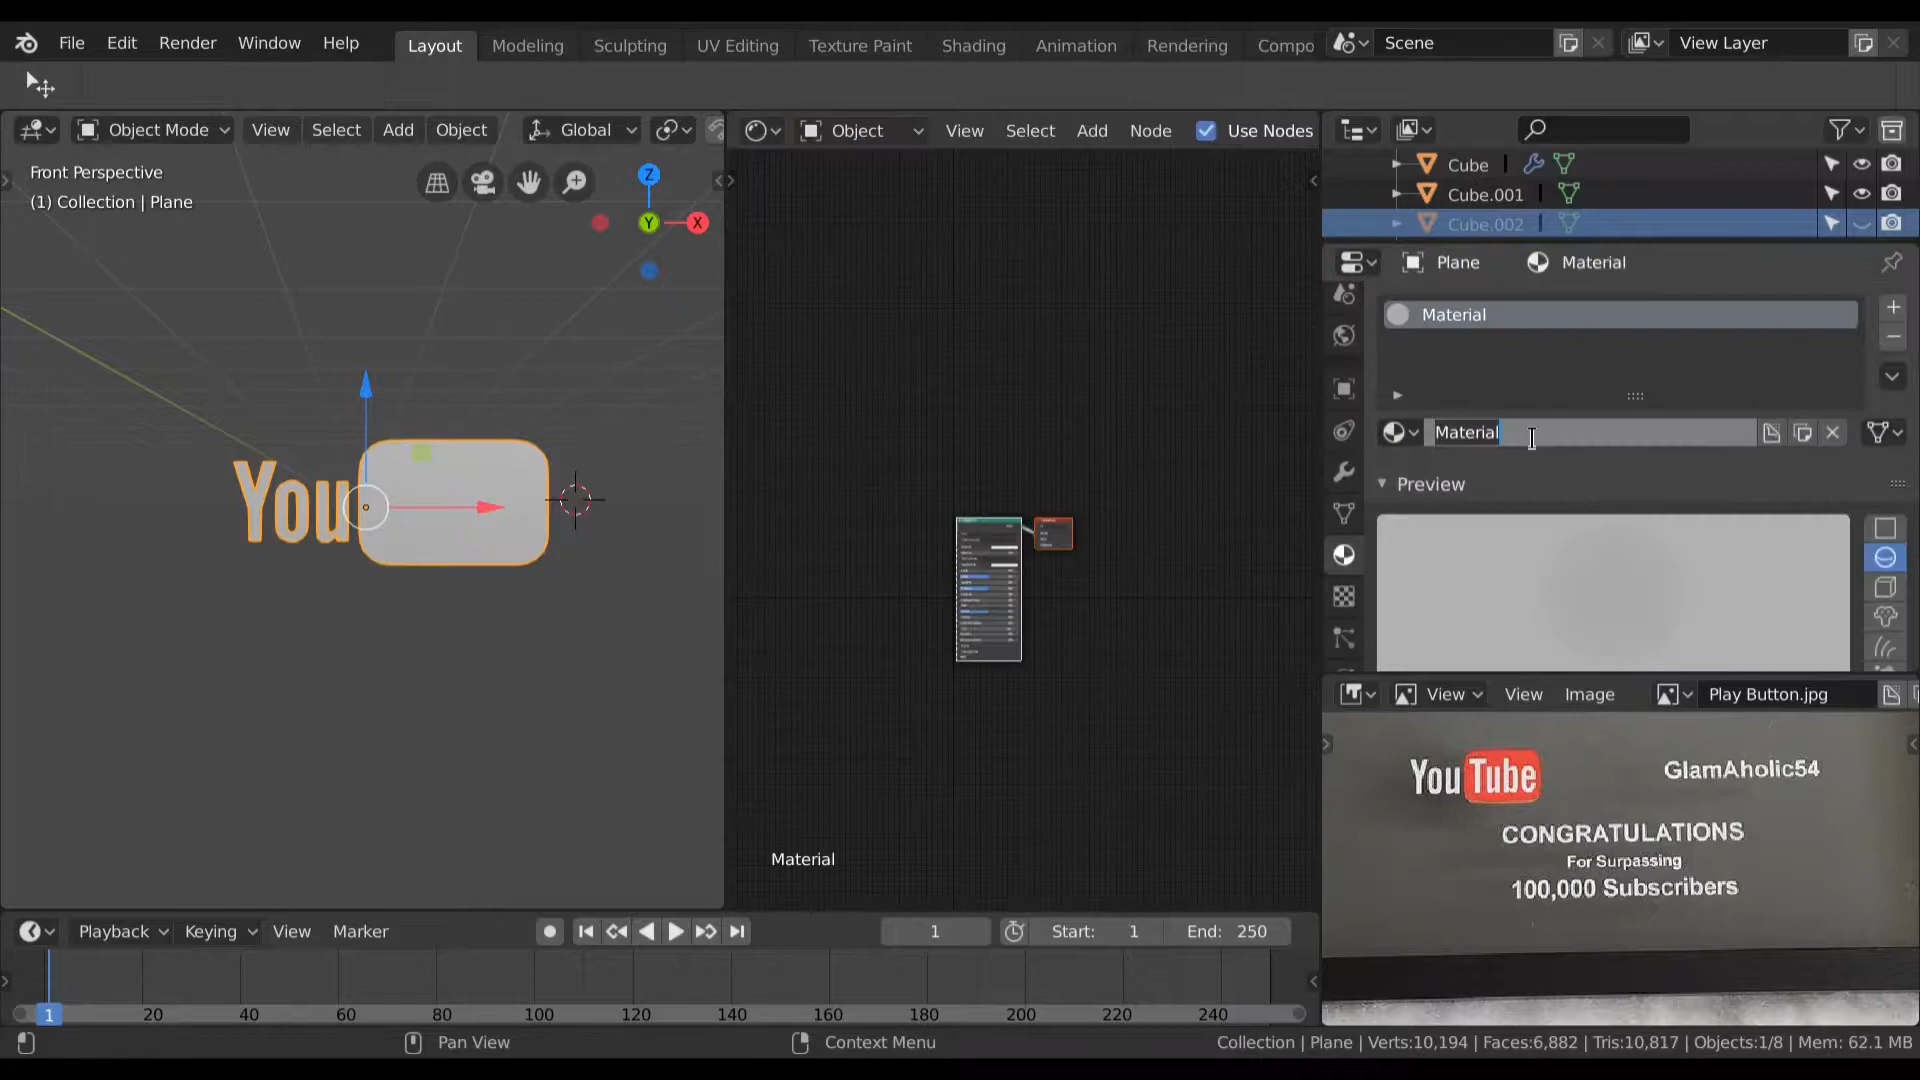 File Edit Render Window Help Layout Modeling Sculpting UV Editing Texture Paint Shading Animation Rendering Compo Scene View Layer
Object Mode View Select Add Object Global
Object View Select Add Node Use Nodes
Front Perspective
(1) Collection | Plane
Z
Y
X
You
Material
Cube
Cube.001
Cube.002
Plane Material
Material
Material
Preview
View View Image Play Button.jpg
YouTube
GlamAholic54
CONGRATULATIONS
For Surpassing
100,000 Subscribers
Playback Keying View Marker 1 Start: 1 End: 250
1 20 40 60 80 100 120 140 160 180 200 220 240
Pan View Context Menu Collection | Plane | Verts:10,194 | Faces:6,882 | Tris:10,817 | Objects:1/8 | Mem: 62.1 MB